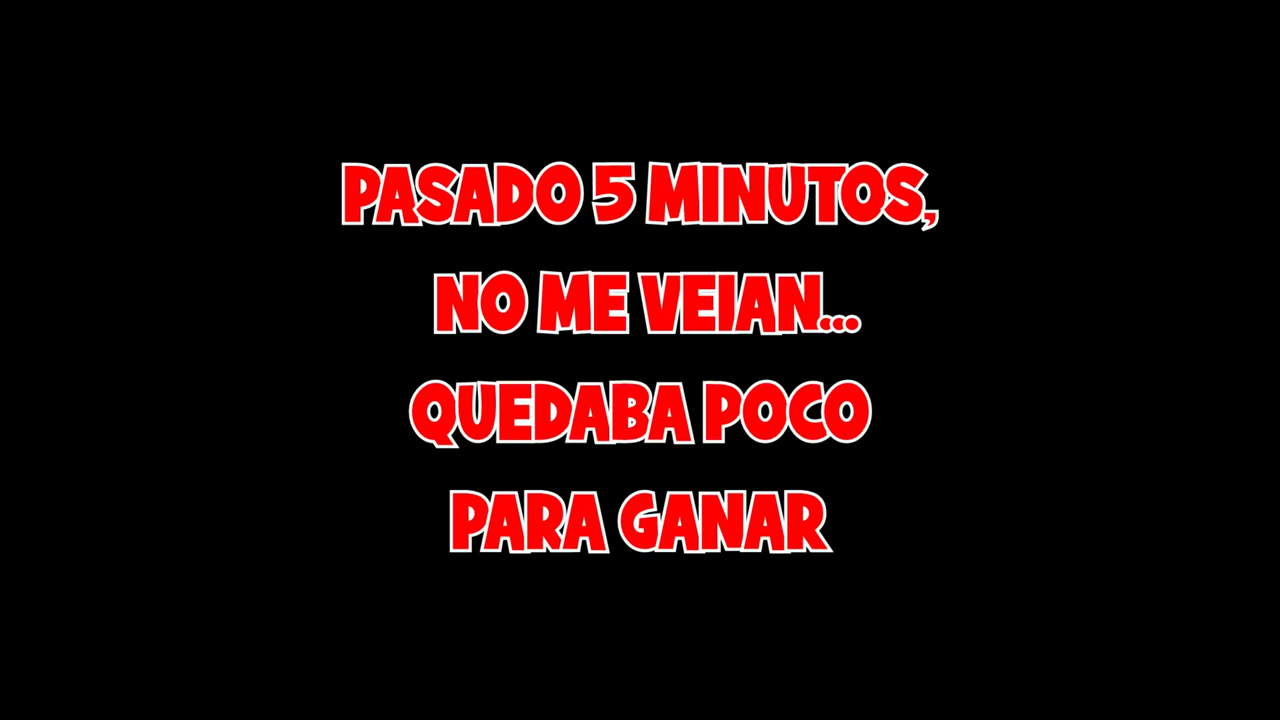 PASADO 5 MINUTOS,
NO ME VEIAN...
QUEDABA POCO
PARA GANAR